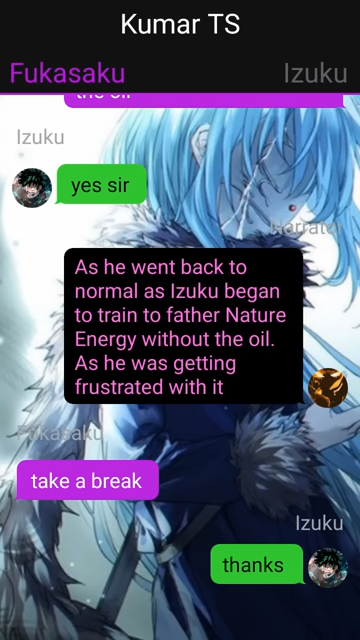 Kumar TS
Fukasaku
Izuku
the oil
Izuku
yes sir
Narrator
As he went back to
normal as Izuku began
to train to father Nature
Energy without the oil.
As he was getting
frustrated with it
Fukasaku
take a break
Izuku
thanks